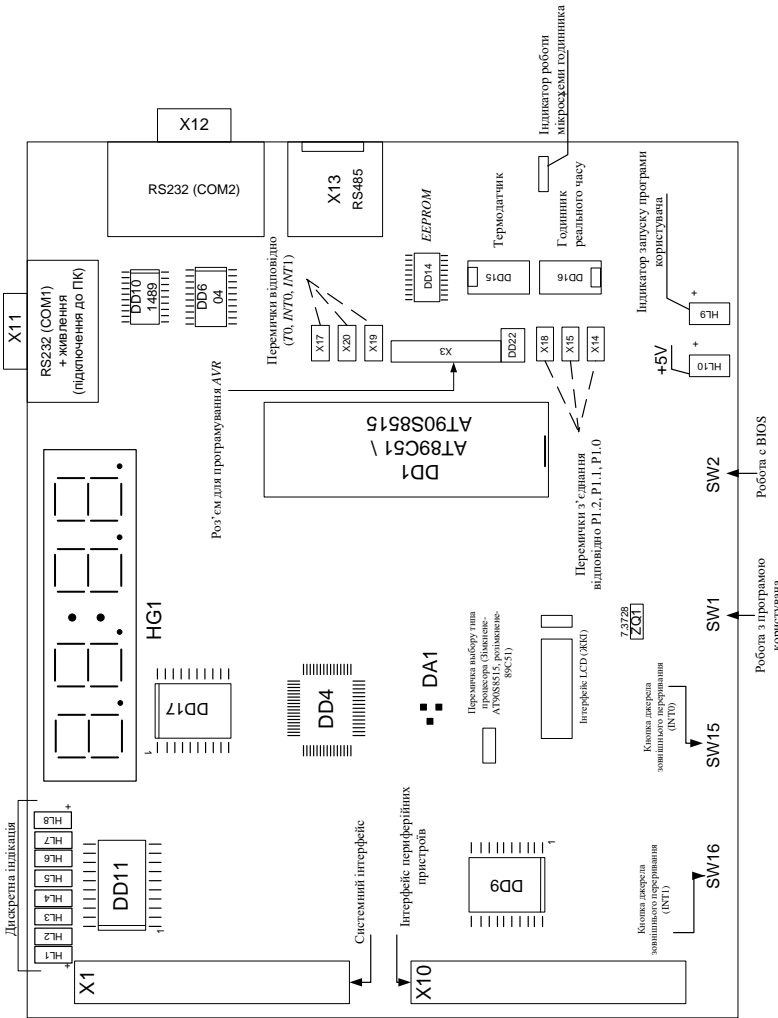 X12
RS232 (COM2)
X13
RS485
X11
RS232 (COM1)
+ живлення
(підключення до ПК)
DD10
1489
DD6
04
Перемички відповідно
(T0, INT0, INT1)
X17
X20
X19
EEPROM
DD14
Термодатчик
DD15
Годинник
реального часу
DD16
Індикатор роботи
мікросхеми годинника
Індикатор запуску програми
користувача
HL9
+
+5V
HL10
+
X3
DD22
X18
X15
X14
Роз’єм для програмування AVR
DD1
AT89C51 \
AT90S8515
Перемички з’єднання
відповідно P1.2, P1.1, P1.0
HG1
DD17
1
DD4
DA1
Перемичка вибору типа
процесора (Зімкнене-
AT90S8515, розімкнене-
89C51)
Інтерфейс LCD (ЖКІ)
7.3728
ZQ1
SW2
Робота с BIOS
SW1
Робота з програмою
користувача
Кнопка джерела
зовнішнього переривання
(INT0)
SW15
Кнопка джерела
зовнішнього переривання
(INT1)
SW16
Дискретна індікація
HL8
HL7
HL6
HL5
HL4
HL3
HL2
HL1
+
+
DD11
1
X1
Системний інтерфейс
Інтерфейс периферійних
пристроїв
X10
DD9
1